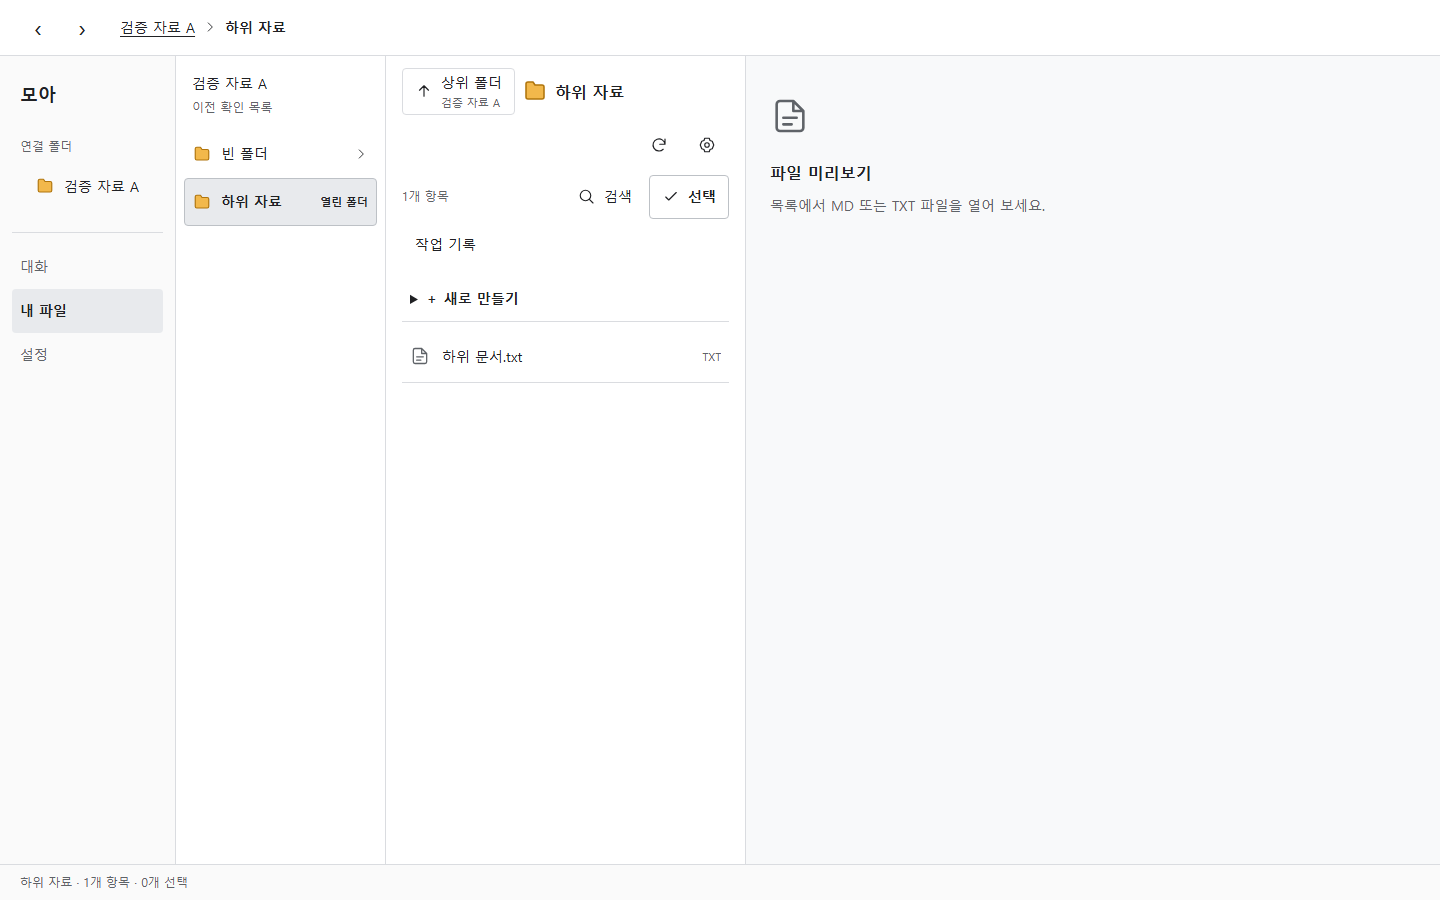 검증 자료 A
하위 자료
모아
연결 폴더
검증 자료 A
대화
내 파일
설정
검증 자료 A
이전 확인 목록
빈 폴더
하위 자료 열린 폴더
상위 폴더
검증 자료 A
하위 자료
1개 항목 검색 선택
작업 기록
+ 새로 만들기
하위 문서.txt TXT
파일 미리보기
목록에서 MD 또는 TXT 파일을 열어 보세요.
하위 자료 · 1개 항목 · 0개 선택